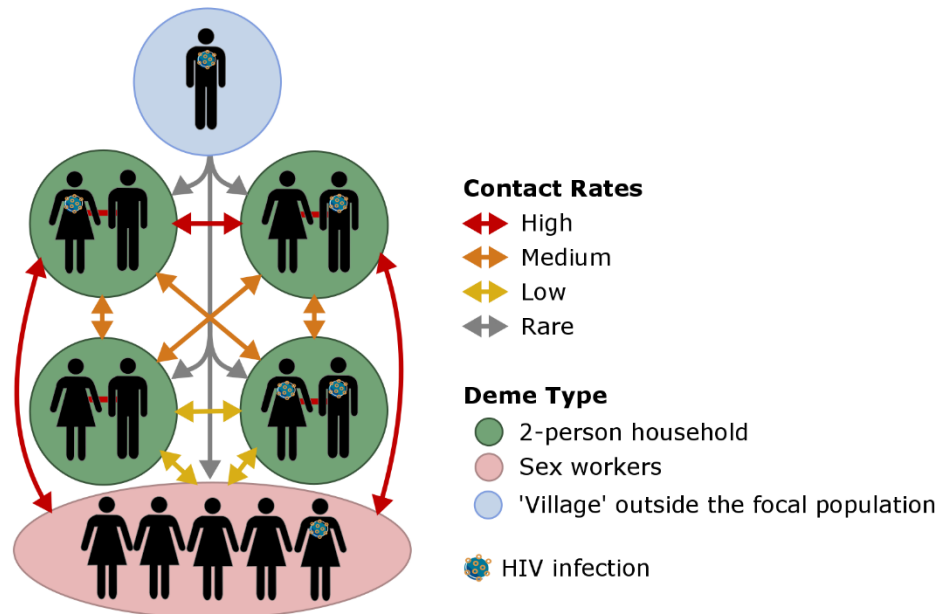 Contact Rates
High
Medium
Low
Rare
Deme Type
2-person household
Sex workers
'Village' outside the focal population
HIV infection